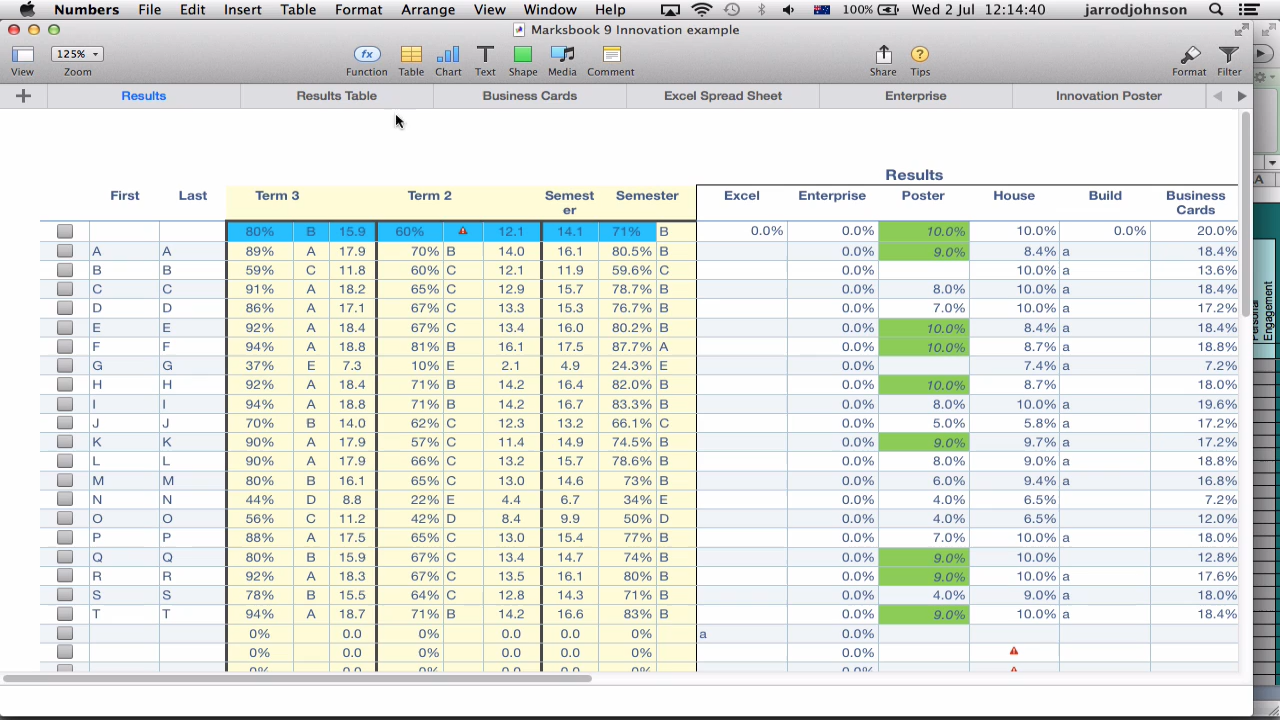 Numbers File Edit Insert Table Format Arrange View Window Help 100% Wed 2 Jul 12:14:40 jarrodjohnson
Marksbook 9 Innovation example
125%
View Zoom fx Function Table Chart Text Shape Media Comment Share ? Tips Format Filter
+ Results Results Table Business Cards Excel Spread Sheet Enterprise Innovation Poster
A
Results
First Last Term 3 Term 2 Semest er Semester Excel Enterprise Poster House Build Business Cards
80% B 15.9 60% 12.1 14.1 71% B 0.0% 0.0% 10.0% 10.0% 0.0% 20.0%
A A 89% A 17.9 70% B 14.0 16.1 80.5% B 0.0% 9.0% 8.4% a 18.4%
B B 59% C 11.8 60% C 12.1 11.9 59.6% C 0.0% 10.0% a 13.6%
C C 91% A 18.2 65% C 12.9 15.7 78.7% B 0.0% 8.0% 10.0% a 18.4%
D D 86% A 17.1 67% C 13.3 15.3 76.7% B 0.0% 7.0% 10.0% a 17.2%
E E 92% A 18.4 67% C 13.4 16.0 80.2% B 0.0% 10.0% 8.4% a 18.4%
F F 94% A 18.8 81% B 16.1 17.5 87.7% A 0.0% 10.0% 8.7% a 18.8%
G G 37% E 7.3 10% E 2.1 4.9 24.3% E 0.0% 7.4% a 7.2%
H H 92% A 18.4 71% B 14.2 16.4 82.0% B 0.0% 10.0% 8.7% 18.0%
I I 94% A 18.8 71% B 14.2 16.7 83.3% B 0.0% 8.0% 10.0% a 19.6%
J J 70% B 14.0 62% C 12.3 13.2 66.1% C 0.0% 5.0% 5.8% a 17.2%
K K 90% A 17.9 57% C 11.4 14.9 74.5% B 0.0% 9.0% 9.7% a 17.2%
L L 90% A 17.9 66% C 13.2 15.7 78.6% B 0.0% 8.0% 9.0% a 18.8%
M M 80% B 16.1 65% C 13.0 14.6 73% B 0.0% 6.0% 9.4% a 16.8%
N N 44% D 8.8 22% E 4.4 6.7 34% E 0.0% 4.0% 6.5% 7.2%
O O 56% C 11.2 42% D 8.4 9.9 50% D 0.0% 4.0% 6.5% 12.0%
P P 88% A 17.5 65% C 13.0 15.4 77% B 0.0% 7.0% 10.0% a 18.0%
Q Q 80% B 15.9 67% C 13.4 14.7 74% B 0.0% 9.0% 10.0% 12.8%
R R 92% A 18.3 67% C 13.5 16.1 80% B 0.0% 9.0% 10.0% a 17.6%
S S 78% B 15.5 64% C 12.8 14.3 71% B 0.0% 4.0% 9.0% a 18.0%
T T 94% A 18.7 71% B 14.2 16.6 83% B 0.0% 9.0% 10.0% a 18.4%
0% 0.0 0% 0.0 0.0 0% a 0.0%
0% 0.0 0% 0.0 0.0 0% 0.0%
0% 0.0 0% 0.0 0.0 0% 0.0%
Personal
Engagement